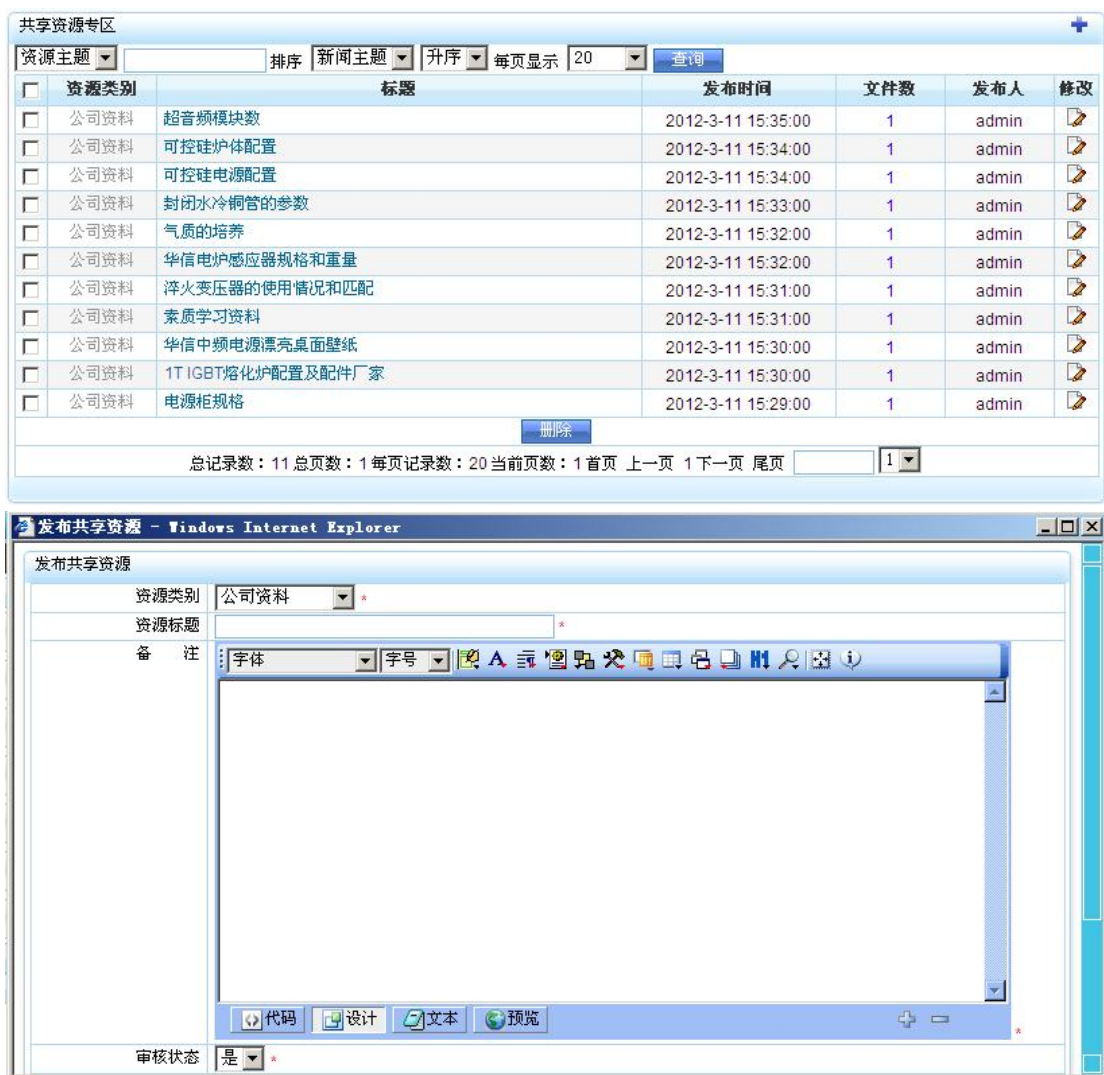 共享资源专区
资源主题 排序 新闻主题 升序 每页显示 20 查询
资源类别 标题 发布时间 文件数 发布人 修改
公司资料 超音频模块数 2012-3-11 15:35:00 1 admin
公司资料 可控硅炉体配置 2012-3-11 15:34:00 1 admin
公司资料 可控硅电源配置 2012-3-11 15:34:00 1 admin
公司资料 封闭水冷铜管的参数 2012-3-11 15:33:00 1 admin
公司资料 气质的培养 2012-3-11 15:32:00 1 admin
公司资料 华信电炉感应器规格和重量 2012-3-11 15:32:00 1 admin
公司资料 淬火变压器的使用情况和匹配 2012-3-11 15:31:00 1 admin
公司资料 素质学习资料 2012-3-11 15:31:00 1 admin
公司资料 华信中频电源漂亮桌面壁纸 2012-3-11 15:30:00 1 admin
公司资料 1T IGBT熔化炉配置及配件厂家 2012-3-11 15:30:00 1 admin
公司资料 电源柜规格 2012-3-11 15:29:00 1 admin
删除
总记录数：11 总页数：1 每页记录数：20 当前页数：1 首页 上一页 1 下一页 尾页 1
发布共享资源 - Windows Internet Explorer
发布共享资源
资源类别 公司资料 *
资源标题 *
备 注 字体 字号 H1
代码 设计 文本 预览 *
审核状态 是 *